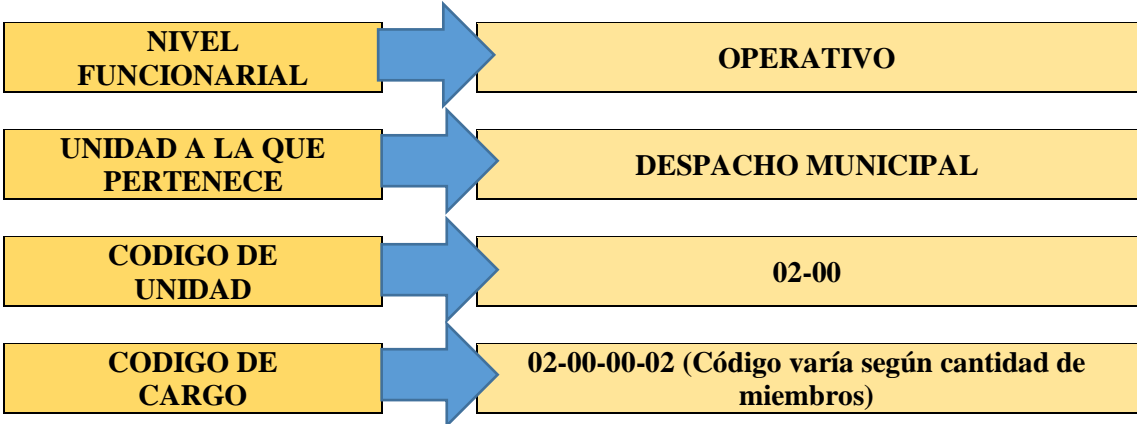 NIVEL
FUNCIONARIAL
OPERATIVO
UNIDAD A LA QUE
PERTENECE
DESPACHO MUNICIPAL
CODIGO DE
UNIDAD
02-00
CODIGO DE
CARGO
02-00-00-02 (Código varía según cantidad de
miembros)